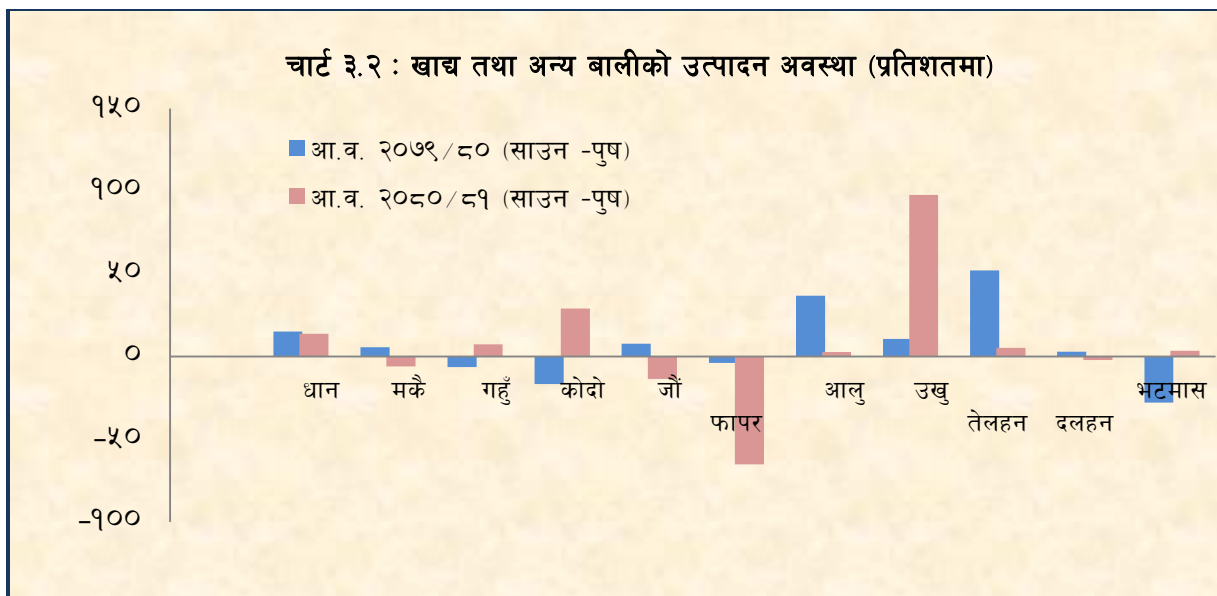 चार्ट ३.२ : खाद्य तथा अन्य बालीको उत्पादन अवस्था (प्रतिशतमा)
१५०
आ.व. २०७९/८० (साउन -पुष)
१००
आ.व. २०८०/८१ (साउन -पुष)
५०
०
धान मकै गहुँ कोदो जौं फापर आलु उखु तेलहन दलहन भटमास
-५०
-१००